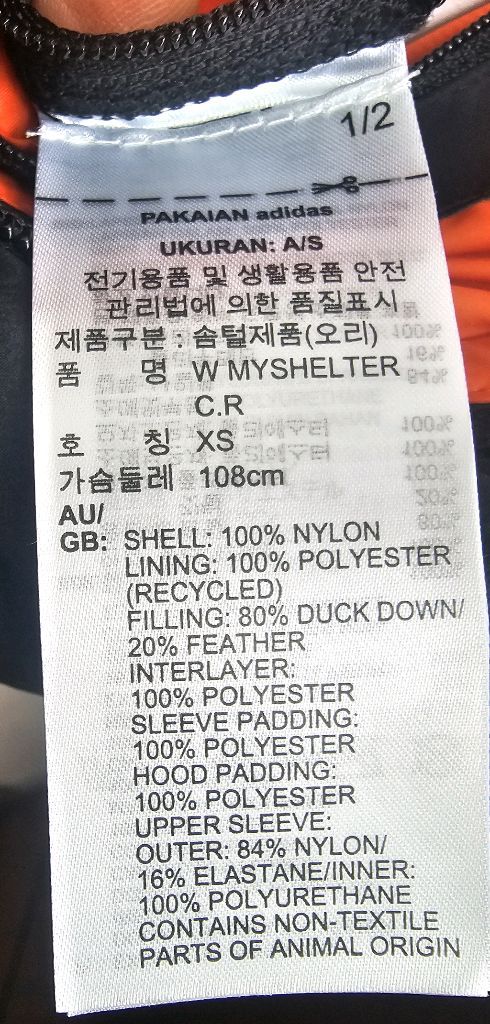 1/2
PAKAIAN adidas
UKURAN: A/S
전기용품 및 생활용품 안전
관리법에 의한 품질표시
제품구분 : 솜털제품(오리)
품 명 W MYSHELTER
C.R
호 칭 XS
가슴둘레 108cm
AU/
GB: SHELL: 100% NYLON
LINING: 100% POLYESTER
(RECYCLED)
FILLING: 80% DUCK DOWN/
20% FEATHER
INTERLAYER:
100% POLYESTER
SLEEVE PADDING:
100% POLYESTER
HOOD PADDING:
100% POLYESTER
UPPER SLEEVE:
OUTER: 84% NYLON/
16% ELASTANE/INNER:
100% POLYURETHANE
CONTAINS NON-TEXTILE
PARTS OF ANIMAL ORIGIN